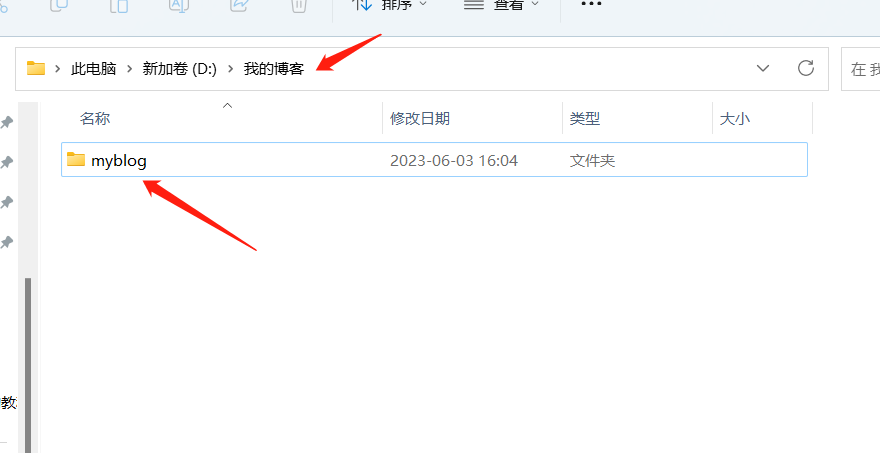 排序 查看
此电脑 新加卷 (D:) 我的博客 在
名称 修改日期 类型 大小
myblog 2023-06-03 16:04 文件夹
教